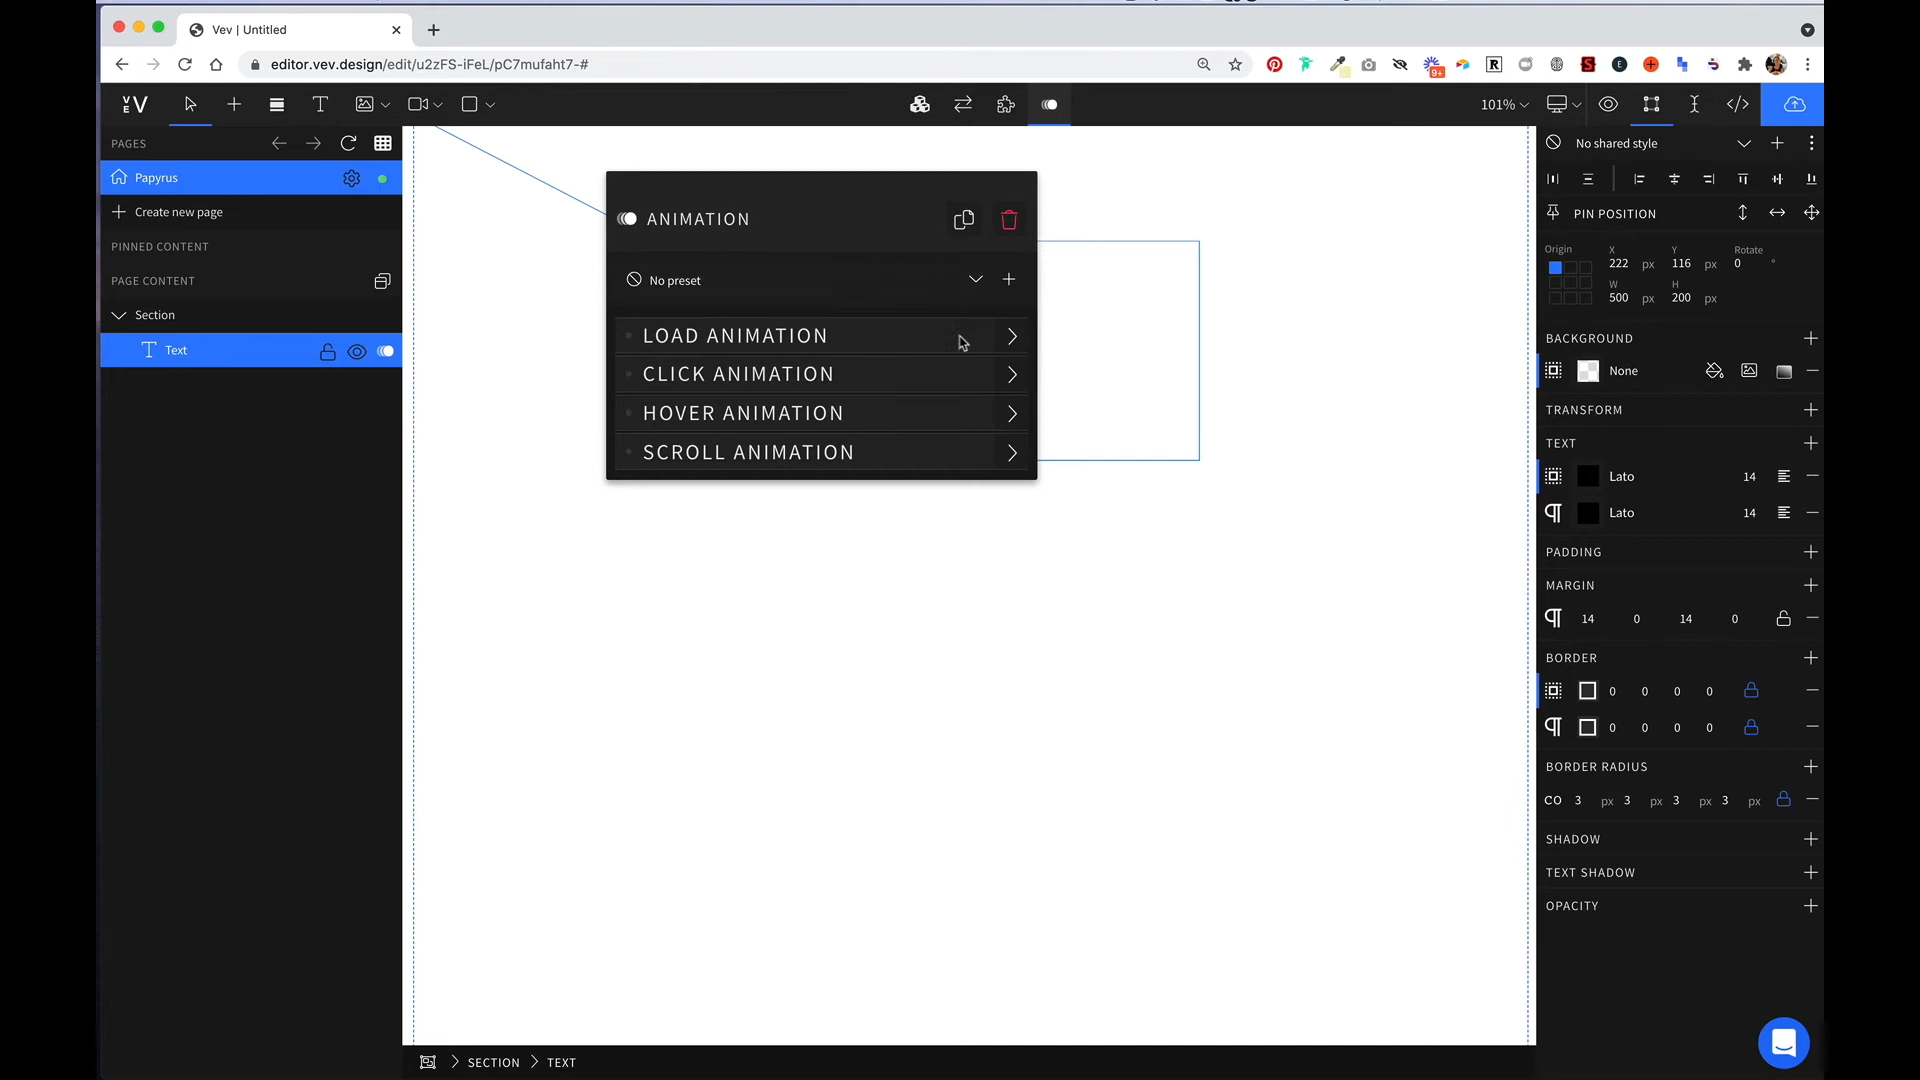 Vev | Untitled
editor.vev.design/edit/u2zFS-iFeL/pC7mufaht7-#
9+
VEV
101%
PAGES
Papyrus
Create new page
PINNED CONTENT
PAGE CONTENT
Section
Text
ANIMATION
No preset
LOAD ANIMATION
CLICK ANIMATION
HOVER ANIMATION
SCROLL ANIMATION
No shared style
PIN POSITION
Origin X Y Rotate
222 px 116 px 0 °
W H
500 px 200 px
BACKGROUND
None
TRANSFORM
TEXT
Lato 14
Lato 14
PADDING
MARGIN
14 0 14 0
BORDER
0 0 0 0
0 0 0 0
BORDER RADIUS
CO 3 px 3 px 3 px 3 px
SHADOW
TEXT SHADOW
OPACITY
SECTION TEXT